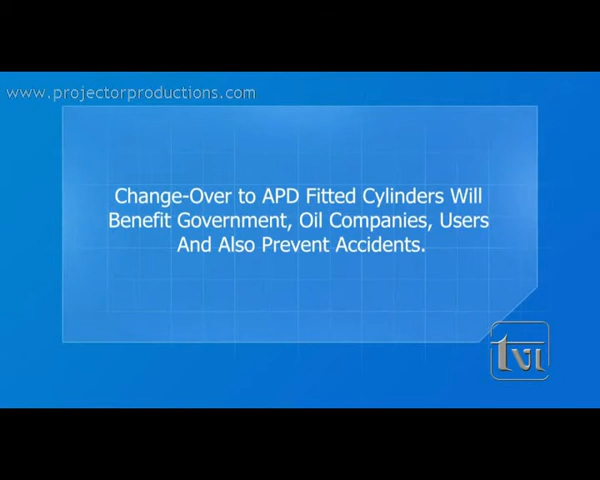 www.projectorproductions.com
Change-Over to APD Fitted Cylinders Will
Benefit Government, Oil Companies, Users
And Also Prevent Accidents.
tvi